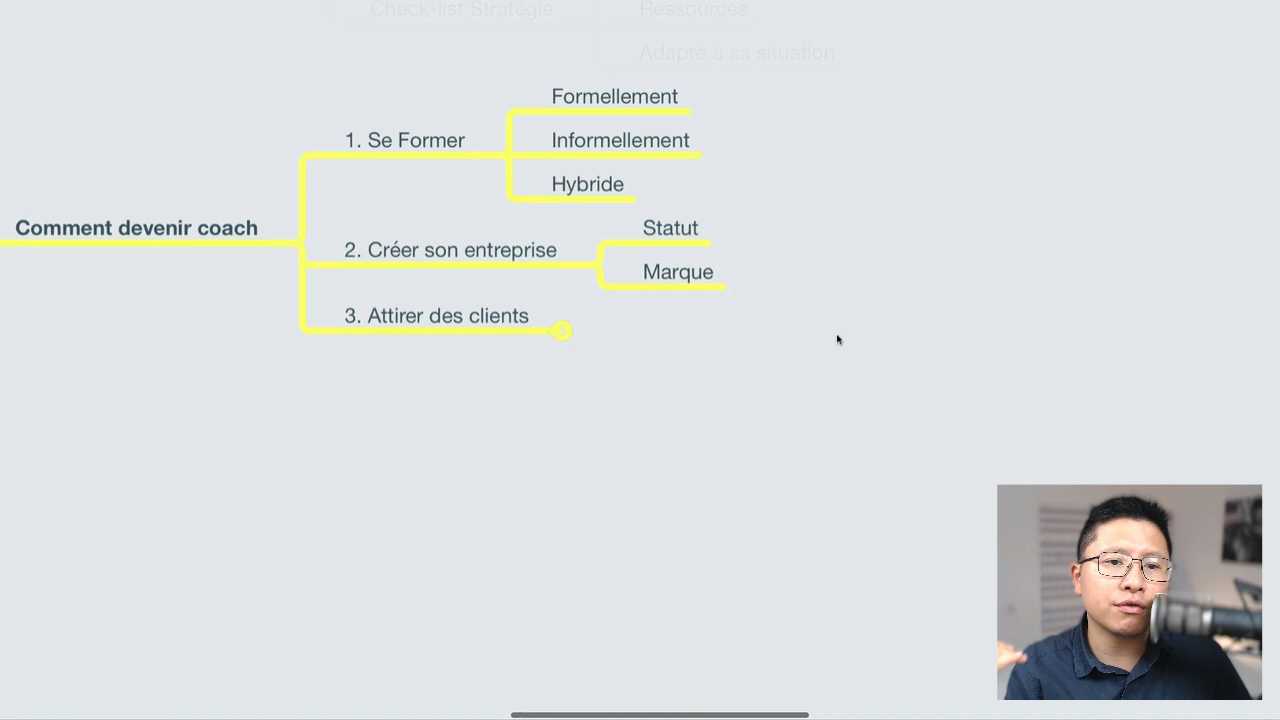 Check-list Stratégie
Ressources
Adapté à sa situation
Formellement
1. Se Former
Informellement
Hybride
Comment devenir coach
Statut
2. Créer son entreprise
Marque
3. Attirer des clients